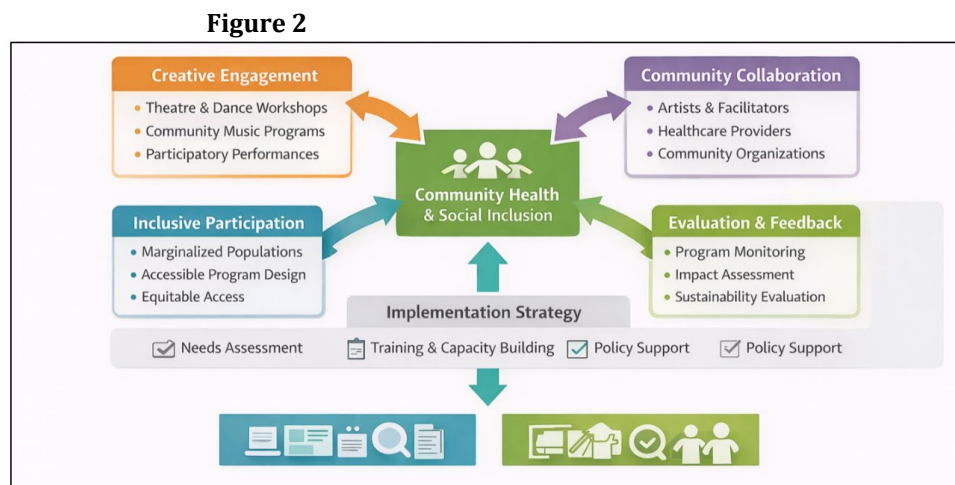 Figure 2
Creative Engagement
• Theatre & Dance Workshops
• Community Music Programs
• Participatory Performances
Community Collaboration
• Artists & Facilitators
• Healthcare Providers
• Community Organizations
Community Health
& Social Inclusion
Inclusive Participation
• Marginalized Populations
• Accessible Program Design
• Equitable Access
Evaluation & Feedback
• Program Monitoring
• Impact Assessment
• Sustainability Evaluation
Implementation Strategy
Needs Assessment Training & Capacity Building Policy Support Policy Support